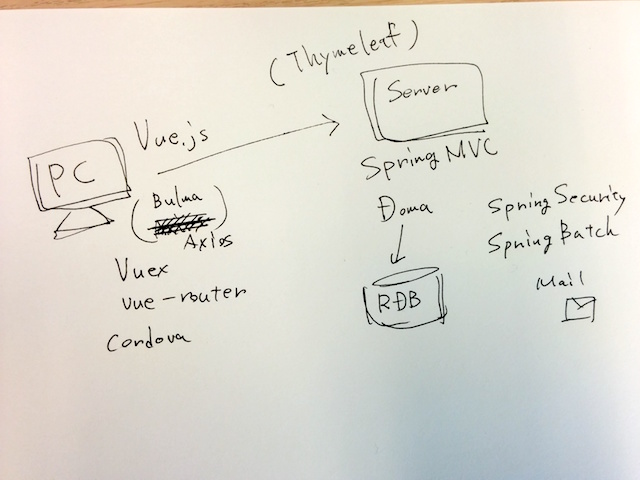 (Thymeleaf)
Server
Vue.js
PC
Spring MVC
(Bulma
Axios)
Doma
Spring Security
Spring Batch
Vuex
vue-router
RDB
Mail
Cordova